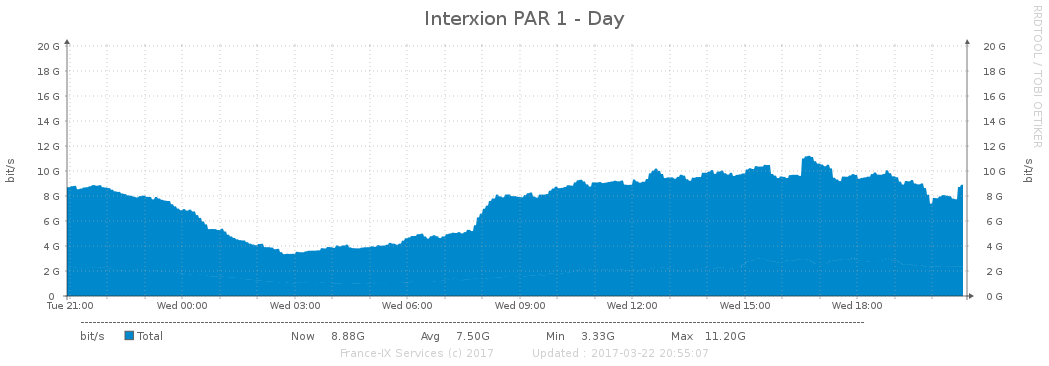 Interxion PAR 1 - Day
RRDTOOL / TOBI OETIKER
bit/s
20 G 20 G
18 G 18 G
16 G 16 G
14 G 14 G
12 G 12 G
10 G 10 G
8 G 8 G
6 G 6 G
4 G 4 G
2 G 2 G
0 0 G
bit/s
Tue 21:00 Wed 00:00 Wed 03:00 Wed 06:00 Wed 09:00 Wed 12:00 Wed 15:00 Wed 18:00
bit/s Total Now 8.88G Avg 7.50G Min 3.33G Max 11.20G
France-IX Services (c) 2017 Updated : 2017-03-22 20:55:07